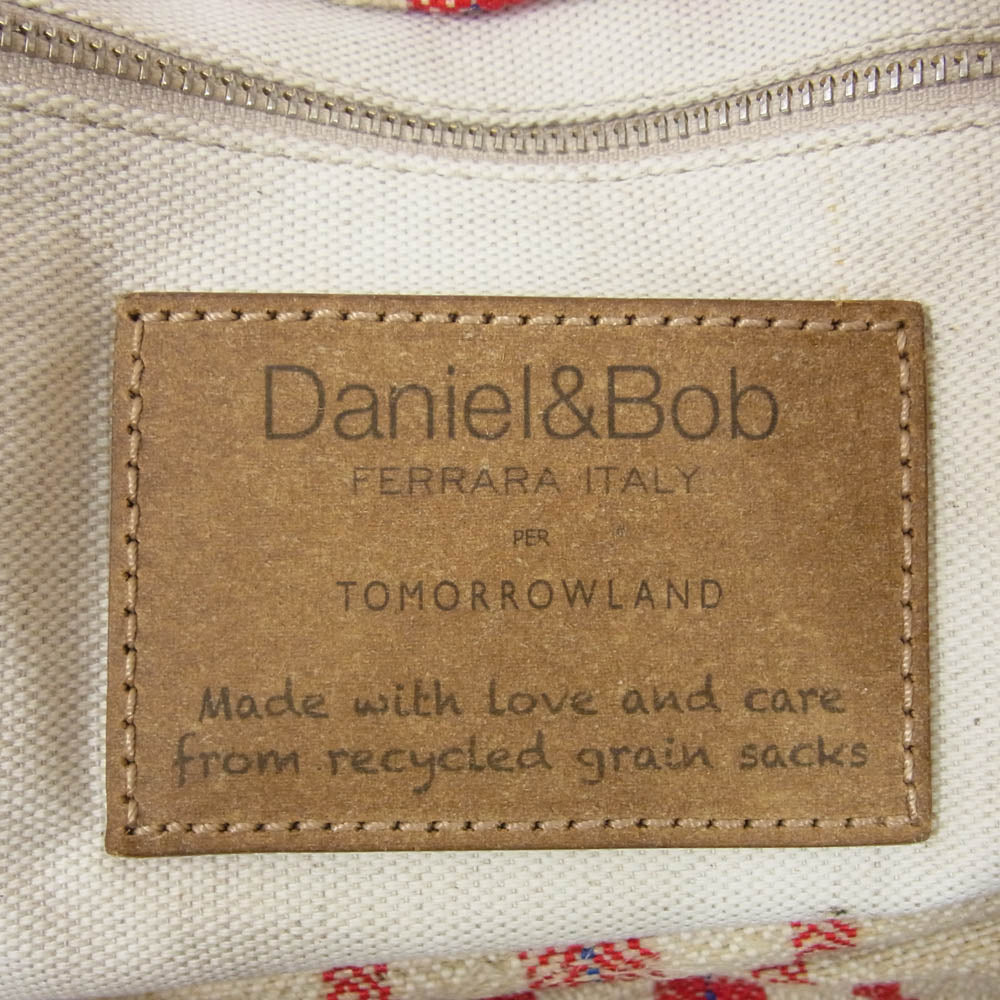 Daniel&Bob
FERRARA ITALY
PER
TOMORROWLAND
Made with love and care
from recycled grain sacks